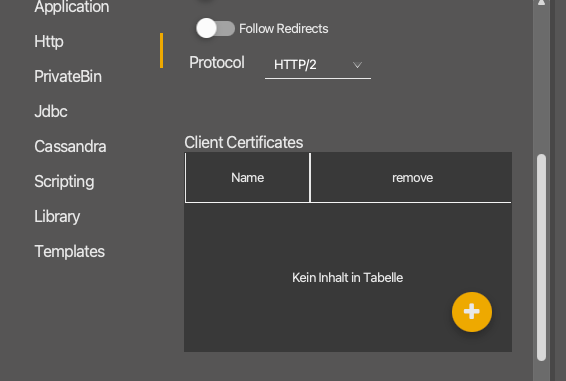 Application
Http
PrivateBin
Jdbc
Cassandra
Scripting
Library
Templates
Follow Redirects
Protocol HTTP/2
Client Certificates
Name remove
Kein Inhalt in Tabelle